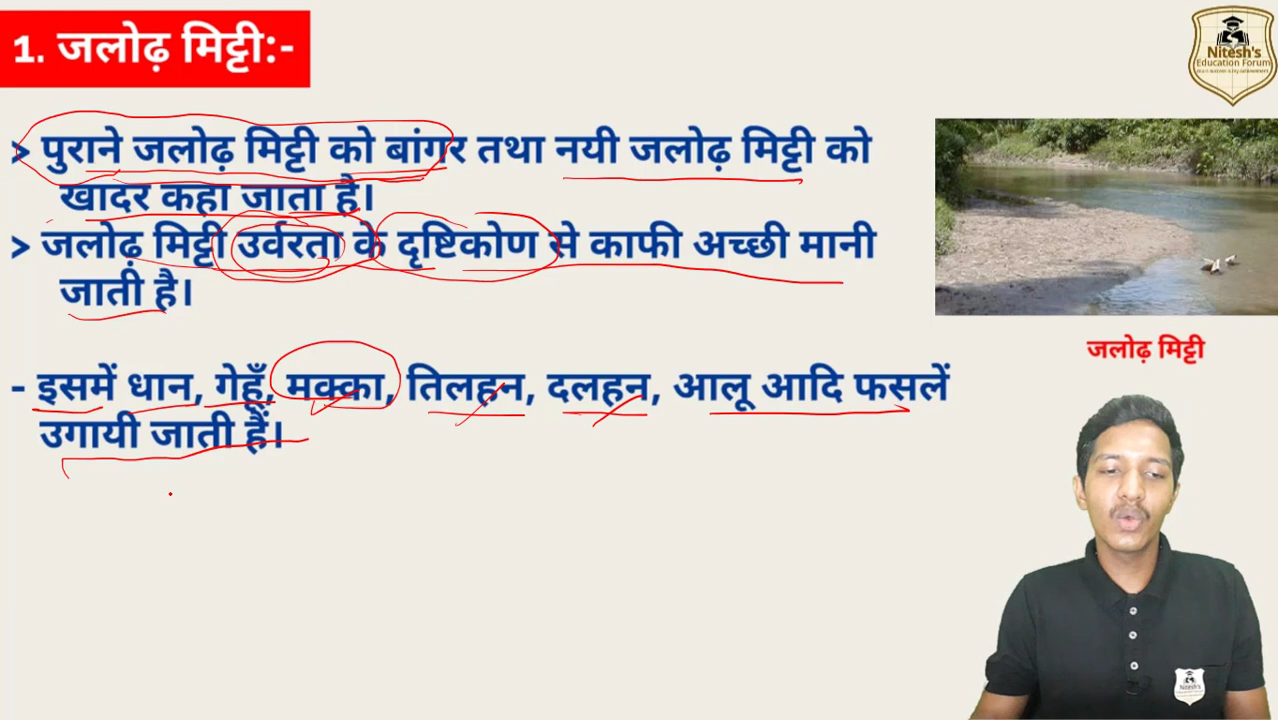 1. जलोढ़ मिट्टी:-
Nitesh's
Education Forum
> पुराने जलोढ़ मिट्टी को बांगर तथा नयी जलोढ़ मिट्टी को
खादर कहा जाता है।
> जलोढ़ मिट्टी उर्वरता के दृष्टिकोण से काफी अच्छी मानी
जाती है।
जलोढ़ मिट्टी
- इसमें धान, गेहूँ, मक्का, तिलहन, दलहन, आलू आदि फसलें
उगायी जाती हैं।
Nitesh's